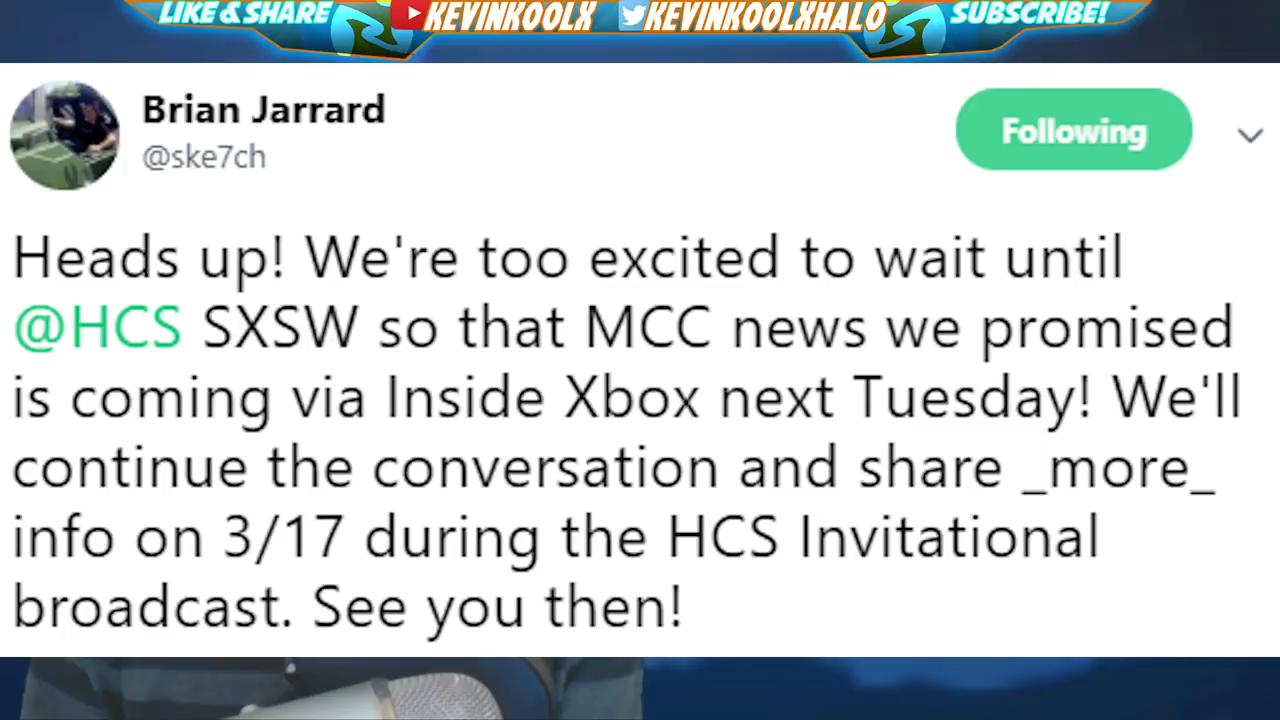 LIKE & SHARE KEVINKOOLX KEVINKOOLXHALO SUBSCRIBE!
Brian Jarrard
@ske7ch
Following
Heads up! We're too excited to wait until
@HCS SXSW so that MCC news we promised
is coming via Inside Xbox next Tuesday! We'll
continue the conversation and share _more_
info on 3/17 during the HCS Invitational
broadcast. See you then!